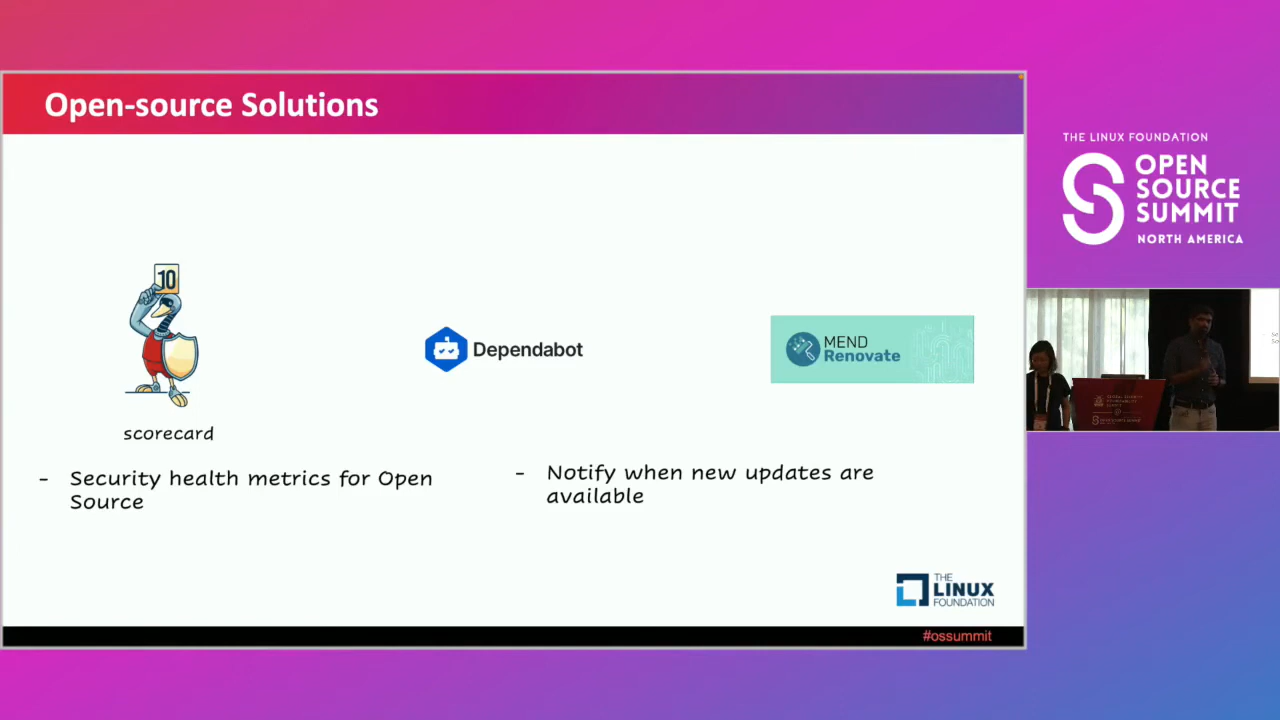 Open-source Solutions
10
scorecard
- Security health metrics for Open
Source
Dependabot
MEND
Renovate
- Notify when new updates are
available
THE
LINUX
FOUNDATION
#ossummit
THE LINUX FOUNDATION
OPEN
SOURCE
SUMMIT
NORTH AMERICA